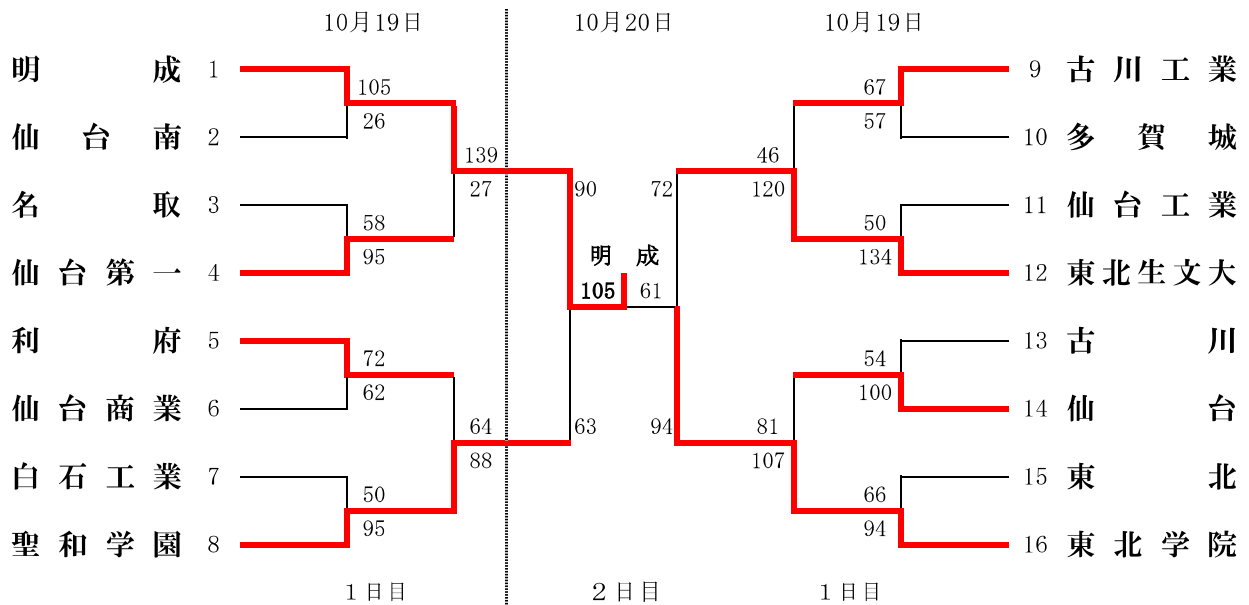 10月19日 10月20日 10月19日
明成 1 105 67 9 古川工業
仙台南 2 26 57 10 多賀城
139 46
27 90 72 120
名取 3 58 50 11 仙台工業
仙台第一 4 95 134 12 東北生文大
明成
105 61
利府 5 72 54 13 古川
仙台商業 6 62 100 14 仙台
64 63 94 81
88 107
白石工業 7 50 66 15 東北
聖和学園 8 95 94 16 東北学院
1日目 2日目 1日目